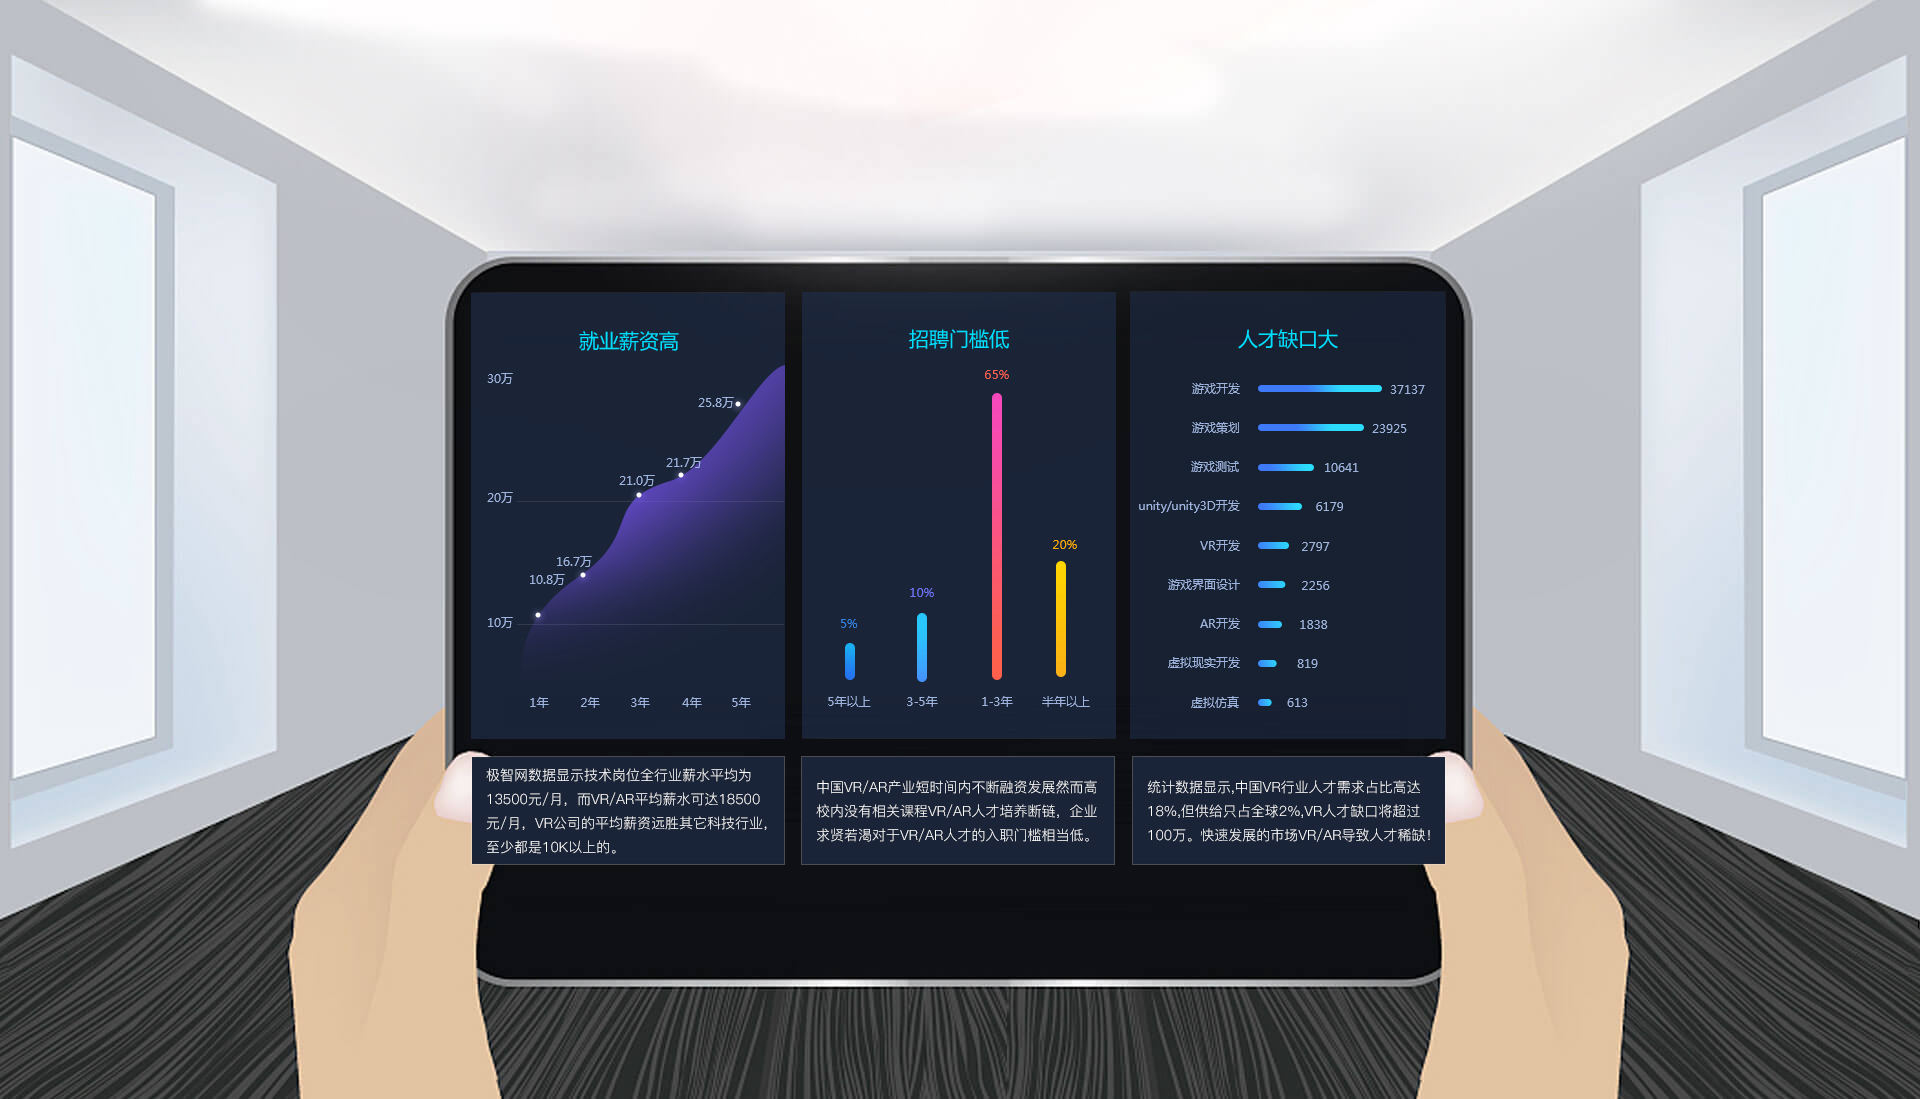 就业薪资高
30万
25.8万
21.7万
21.0万
20万
16.7万
10.8万
10万
1年 2年 3年 4年 5年
极智网数据显示技术岗位全行业薪水平均为
13500元/月，而VR/AR平均薪水可达18500
元/月，VR公司的平均薪资远胜其它科技行业，
至少都是10K以上的。
招聘门槛低
65%
20%
10%
5%
5年以上 3-5年 1-3年 半年以上
中国VR/AR产业短时间内不断融资发展然而高
校内没有相关课程VR/AR人才培养断链，企业
求贤若渴对于VR/AR人才的入职门槛相当低。
人才缺口大
游戏开发 37137
游戏策划 23925
游戏测试 10641
unity/unity3D开发 6179
VR开发 2797
游戏界面设计 2256
AR开发 1838
虚拟现实开发 819
虚拟仿真 613
统计数据显示,中国VR行业人才需求占比高达
18%,但供给只占全球2%,VR人才缺口将超过
100万。快速发展的市场VR/AR导致人才稀缺!